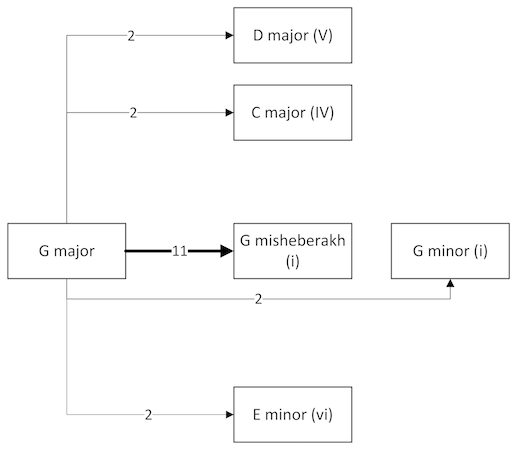 2
D major (V)
2
C major (IV)
G major
11
G misheberakh
(i)
G minor (i)
2
2
E minor (vi)